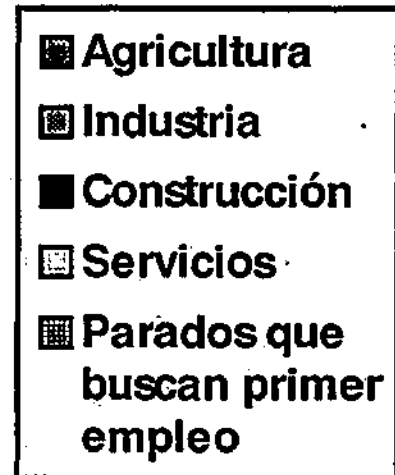 Agricultura
Industria
Construcción
Servicios
Parados que
buscan primer
empleo